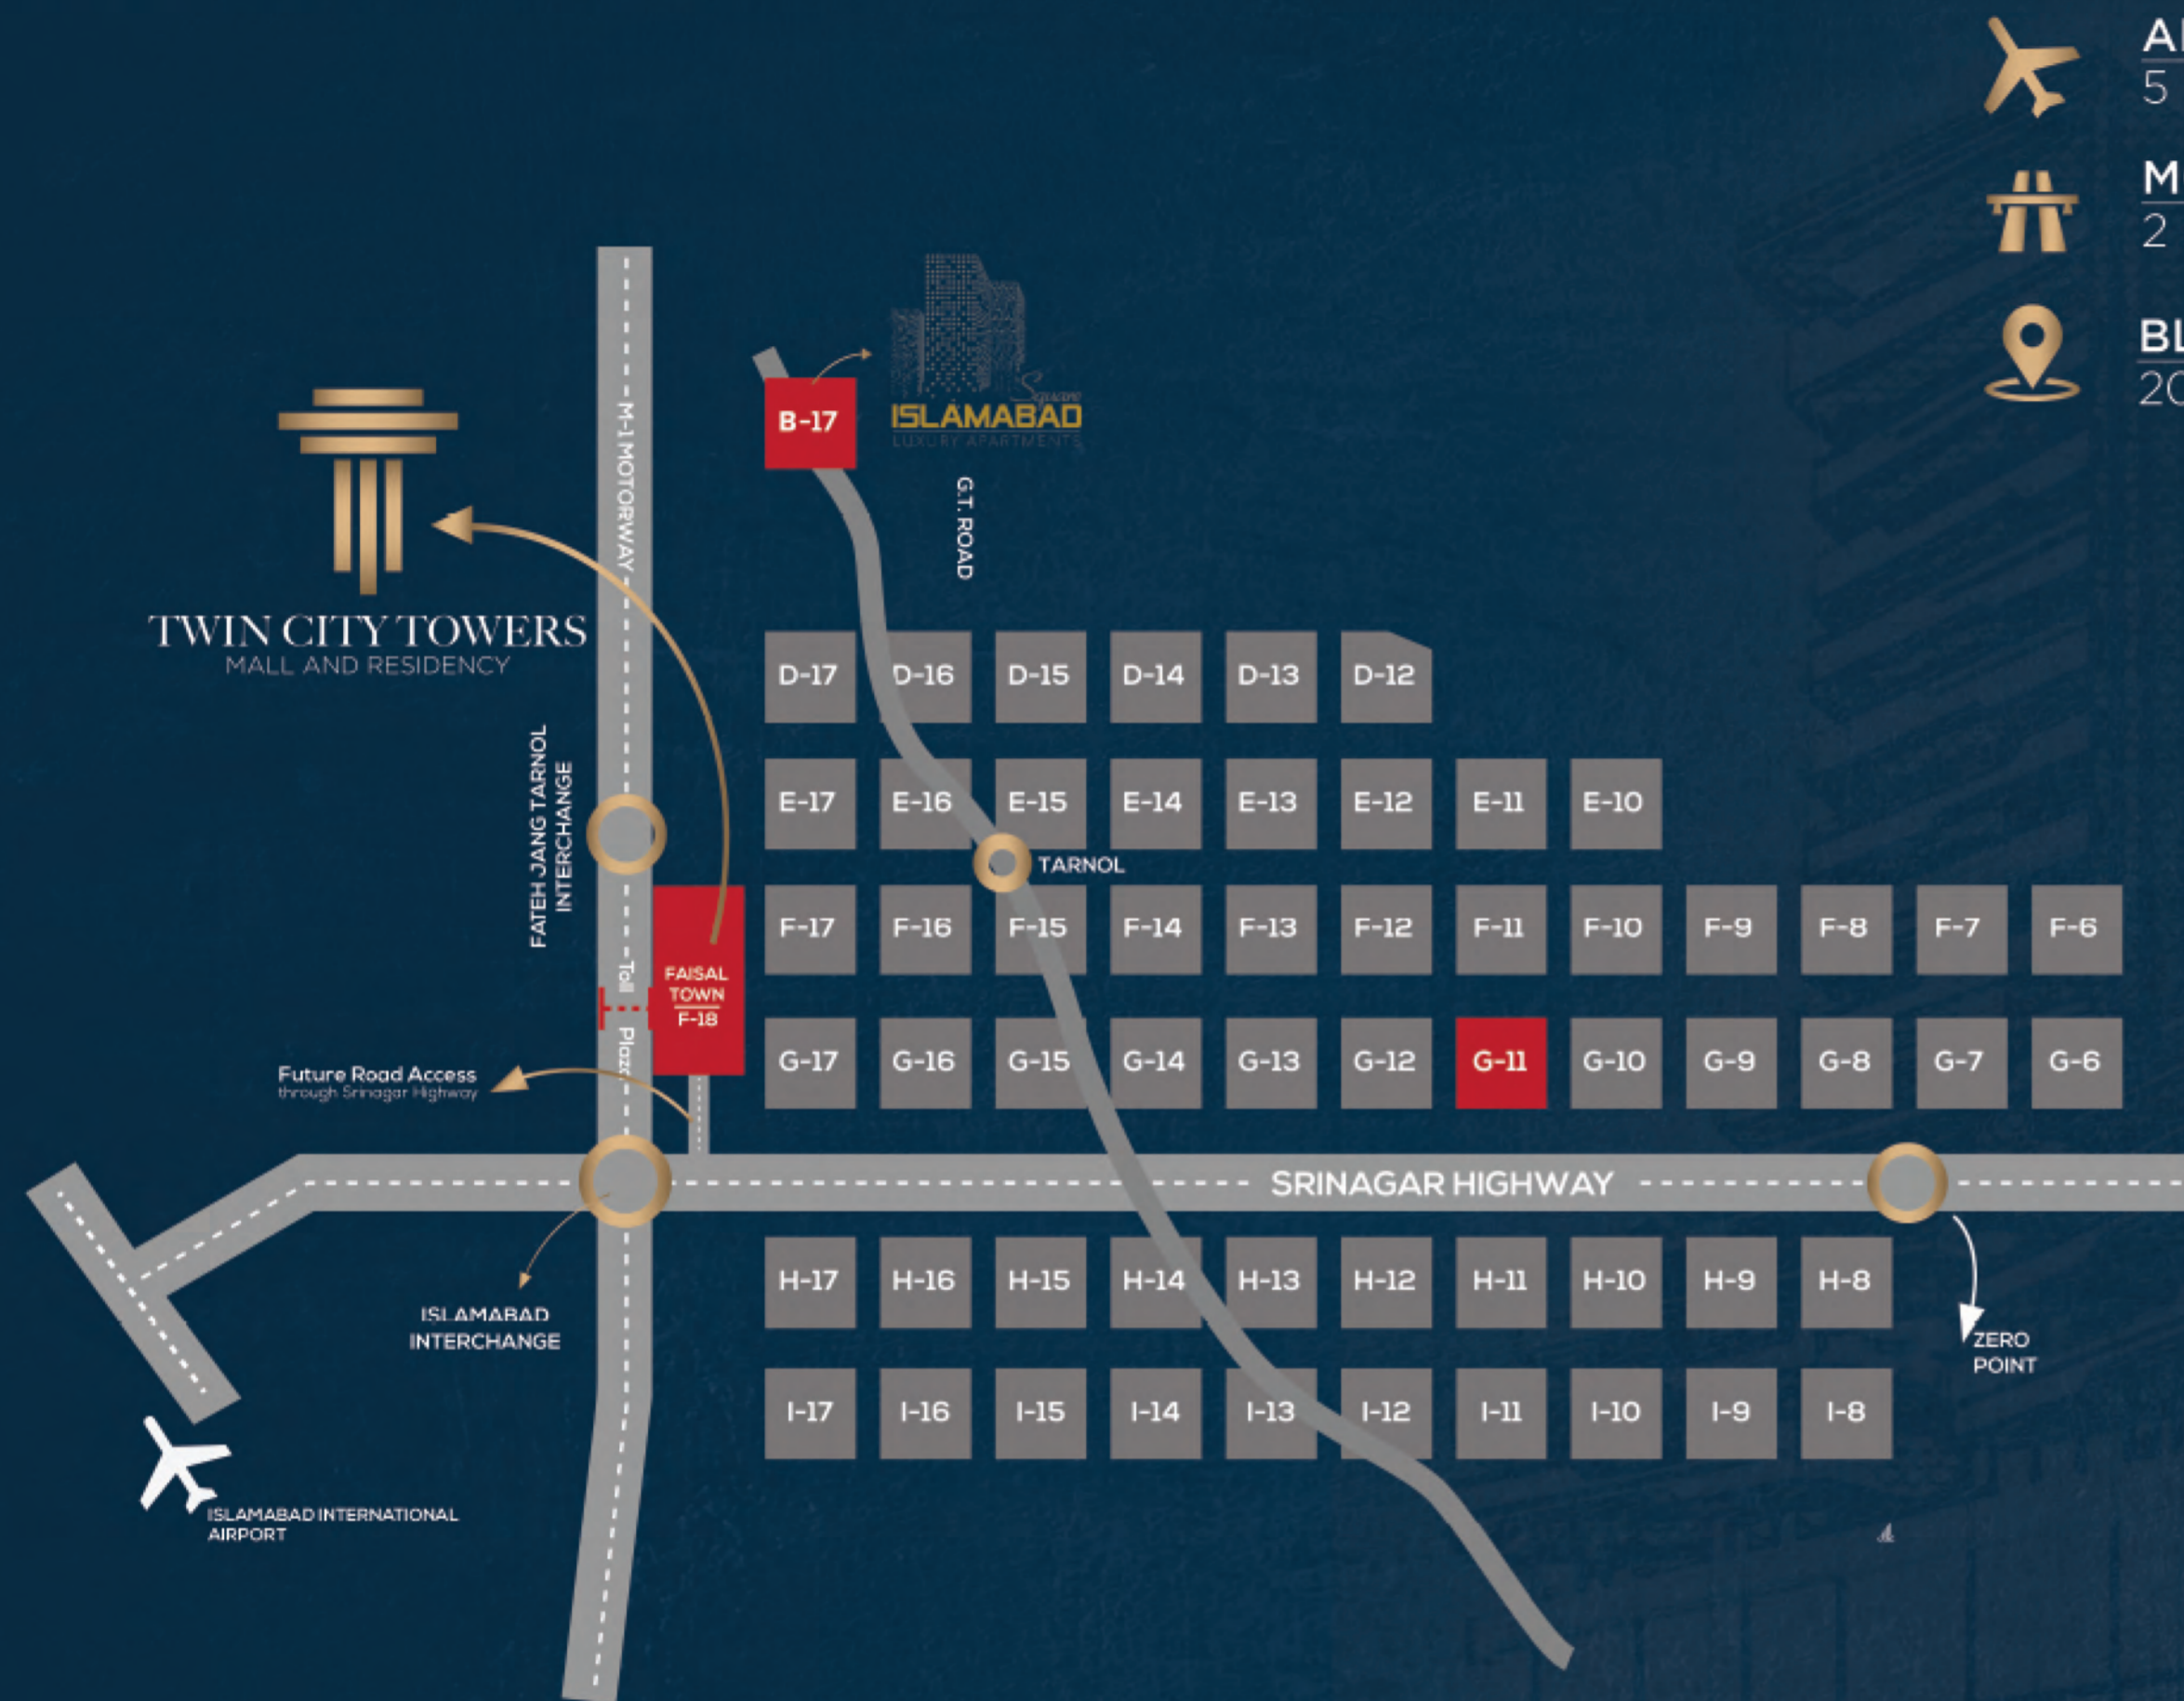 5
2
B-17
Square
ISLAMABAD
LUXURY APARTMENTS
M-1 MOTORWAY
G.T. ROAD
TWIN CITY TOWERS
MALL AND RESIDENCY
D-17 D-16 D-15 D-14 D-13 D-12
FATEH JANG TARNOL
INTERCHANGE
E-17 E-16 E-15 E-14 E-13 E-12 E-11 E-10
TARNOL
F-17 F-16 F-15 F-14 F-13 F-12 F-11 F-10 F-9 F-8 F-7 F-6
Toll
FAISAL
TOWN
F-18
Plaza
G-17 G-16 G-15 G-14 G-13 G-12 G-11 G-10 G-9 G-8 G-7 G-6
Future Road Access
through Srinagar Highway
SRINAGAR HIGHWAY
H-17 H-16 H-15 H-14 H-13 H-12 H-11 H-10 H-9 H-8
ISLAMABAD
INTERCHANGE
ZERO
POINT
I-17 I-16 I-15 I-14 I-13 I-12 I-11 I-10 I-9 I-8
ISLAMABAD INTERNATIONAL
AIRPORT